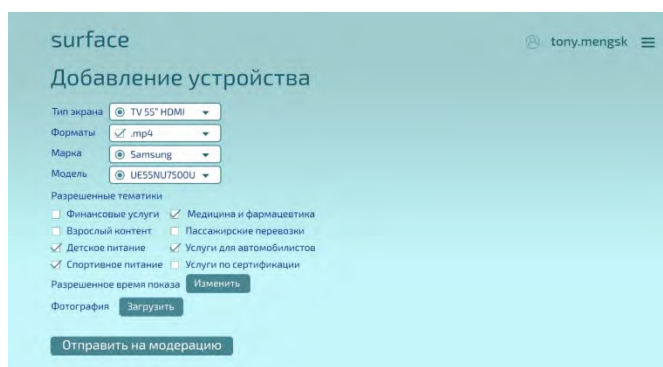 surface
tony.mengsk
Добавление устройства
Тип экрана TV 55" HDMI
Форматы .mp4
Марка Samsung
Модель UE55NU7500U
Разрешенные тематики
Финансовые услуги Медицина и фармацевтика
Взрослый контент Пассажирские перевозки
Детское питание Услуги для автомобилистов
Спортивное питание Услуги по сертификации
Разрешенное время показа Изменить
Фотография Загрузить
Отправить на модерацию